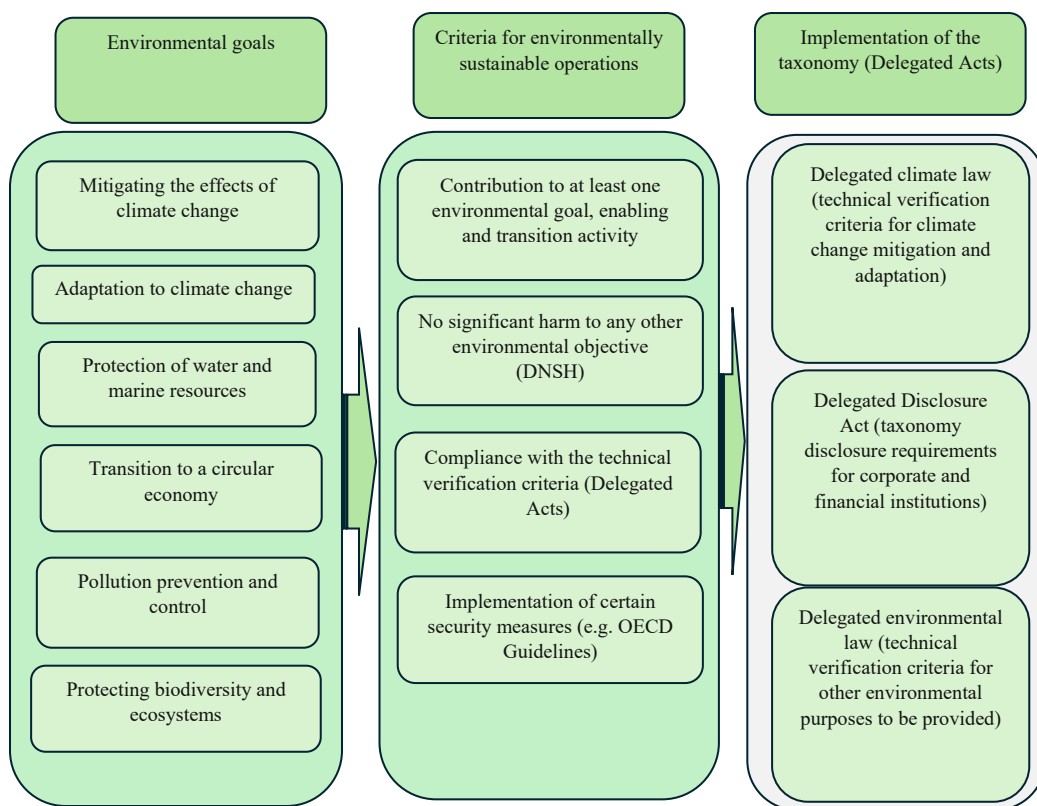 Environmental goals
Criteria for environmentally
sustainable operations
Implementation of the
taxonomy (Delegated Acts)
Mitigating the effects of
climate change
Adaptation to climate change
Protection of water and
marine resources
Transition to a circular
economy
Pollution prevention and
control
Protecting biodiversity and
ecosystems
Contribution to at least one
environmental goal, enabling
and transition activity
No significant harm to any other
environmental objective
(DNSH)
Compliance with the technical
verification criteria (Delegated
Acts)
Implementation of certain
security measures (e.g. OECD
Guidelines)
Delegated climate law
(technical verification
criteria for climate
change mitigation and
adaptation)
Delegated Disclosure
Act (taxonomy
disclosure requirements
for corporate and
financial institutions)
Delegated environmental
law (technical
verification criteria for
other environmental
purposes to be provided)